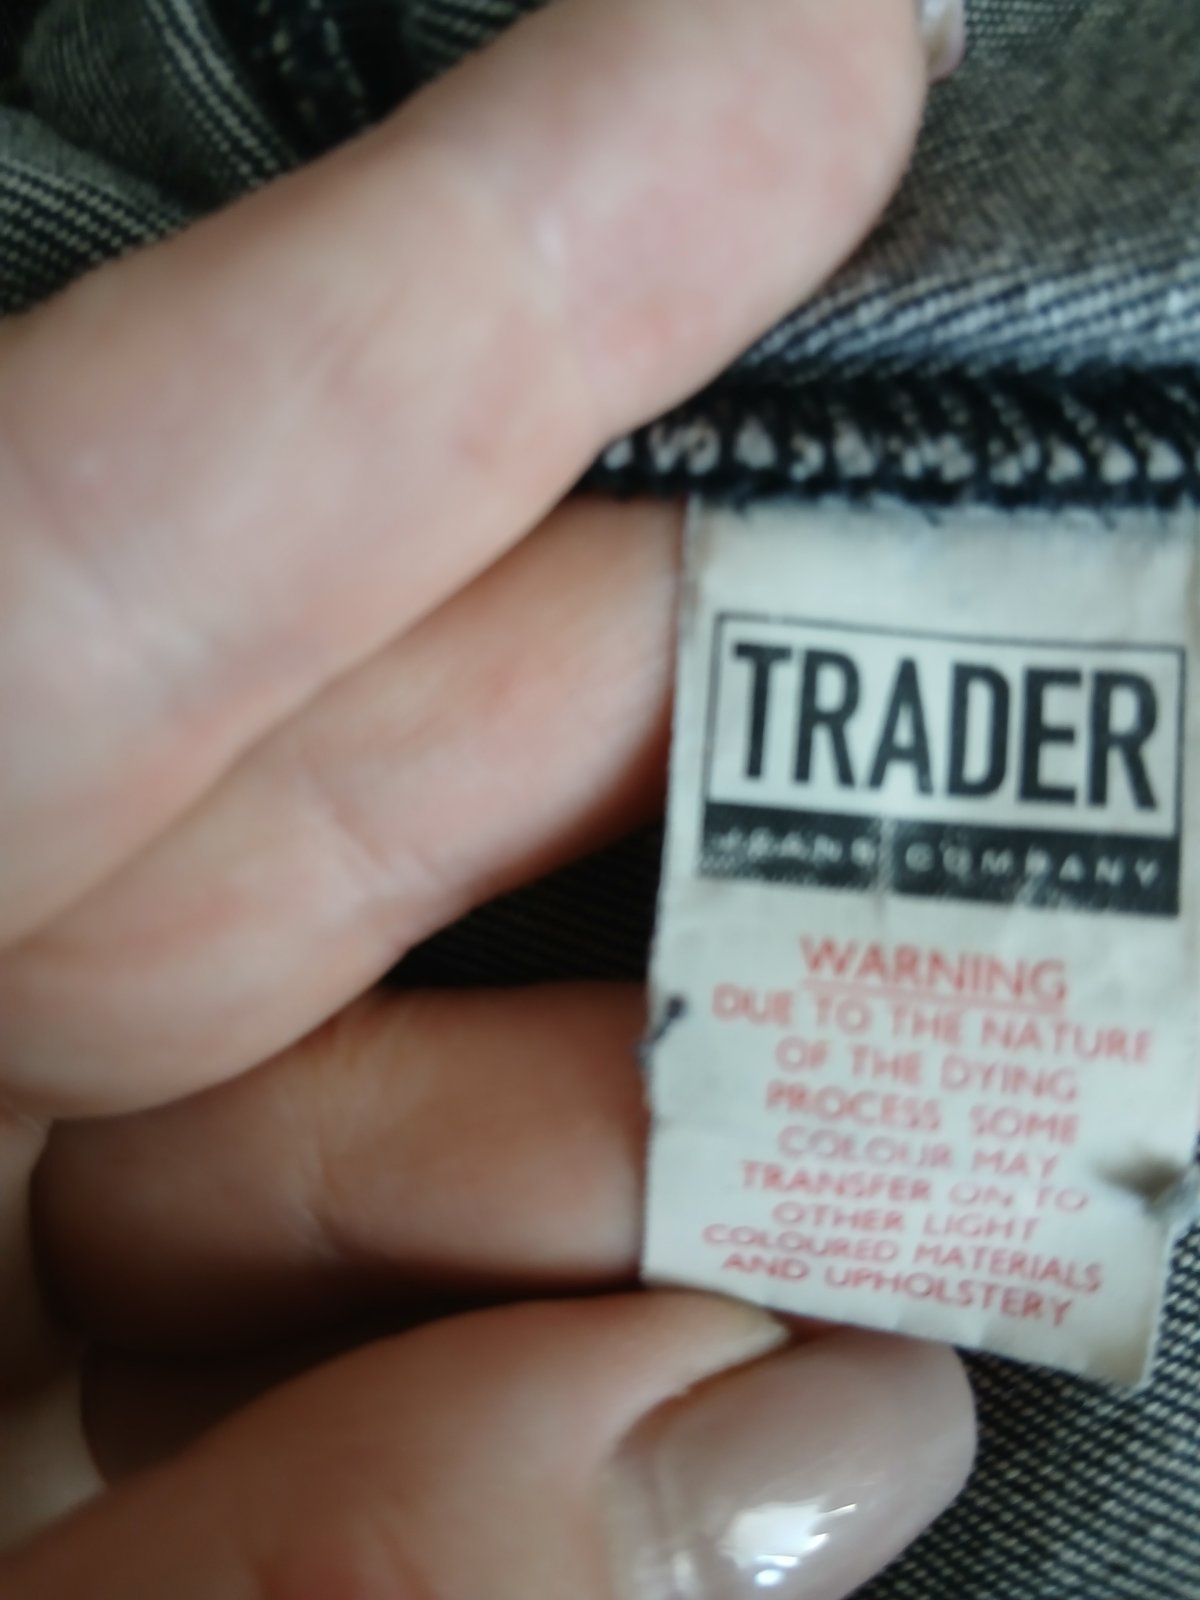 TRADER
JEANS COMPANY
WARNING
DUE TO THE NATURE
OF THE DYING
PROCESS SOME
COLOUR MAY
TRANSFER ON TO
OTHER LIGHT
COLOURED MATERIALS
AND UPHOLSTERY